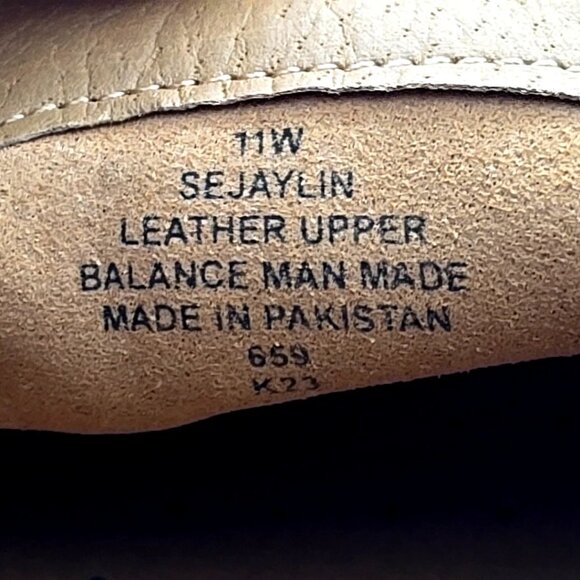 11W
SEJAYLIN
LEATHER UPPER
BALANCE MAN MADE
MADE IN PAKISTAN
659
K23